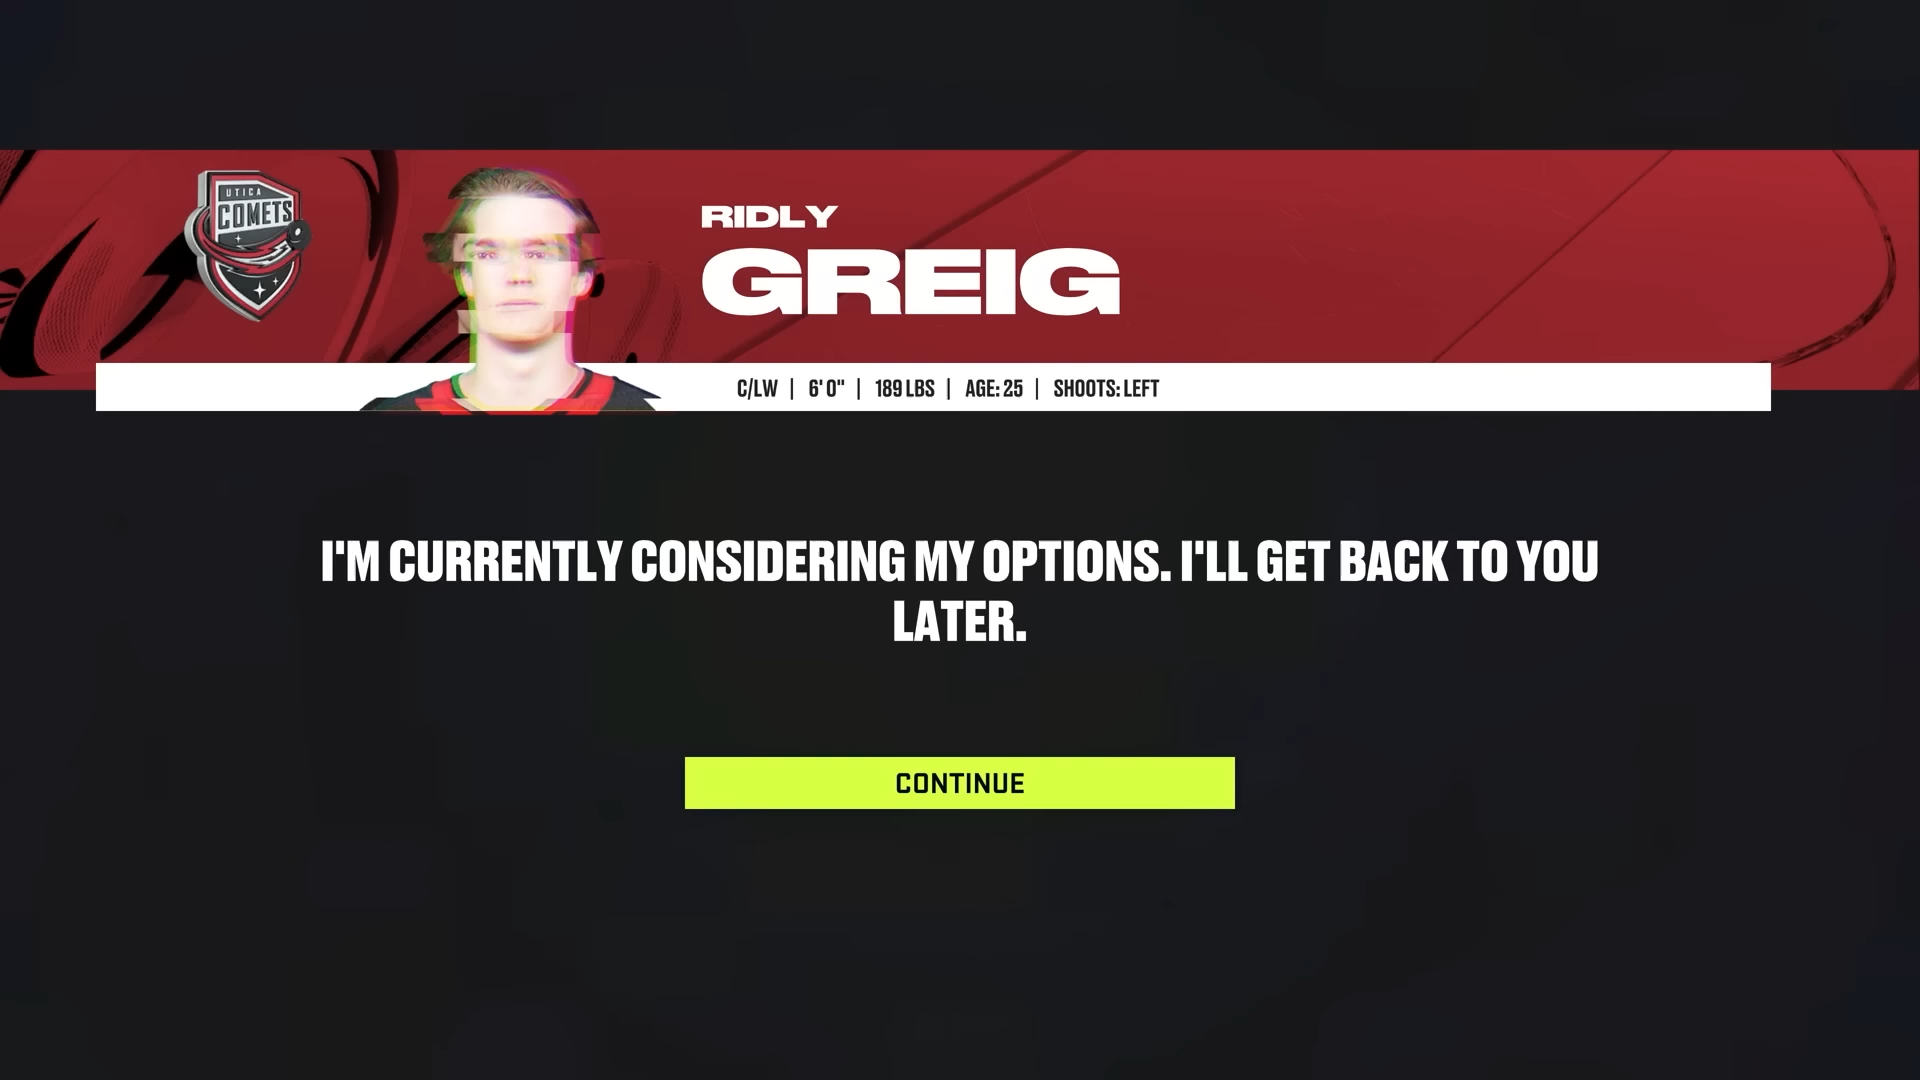 UTICA
COMETS
RIDLY
GREIG
C/LW | 6' 0" | 189 LBS | AGE: 25 | SHOOTS: LEFT
I'M CURRENTLY CONSIDERING MY OPTIONS. I'LL GET BACK TO YOU
LATER.
CONTINUE